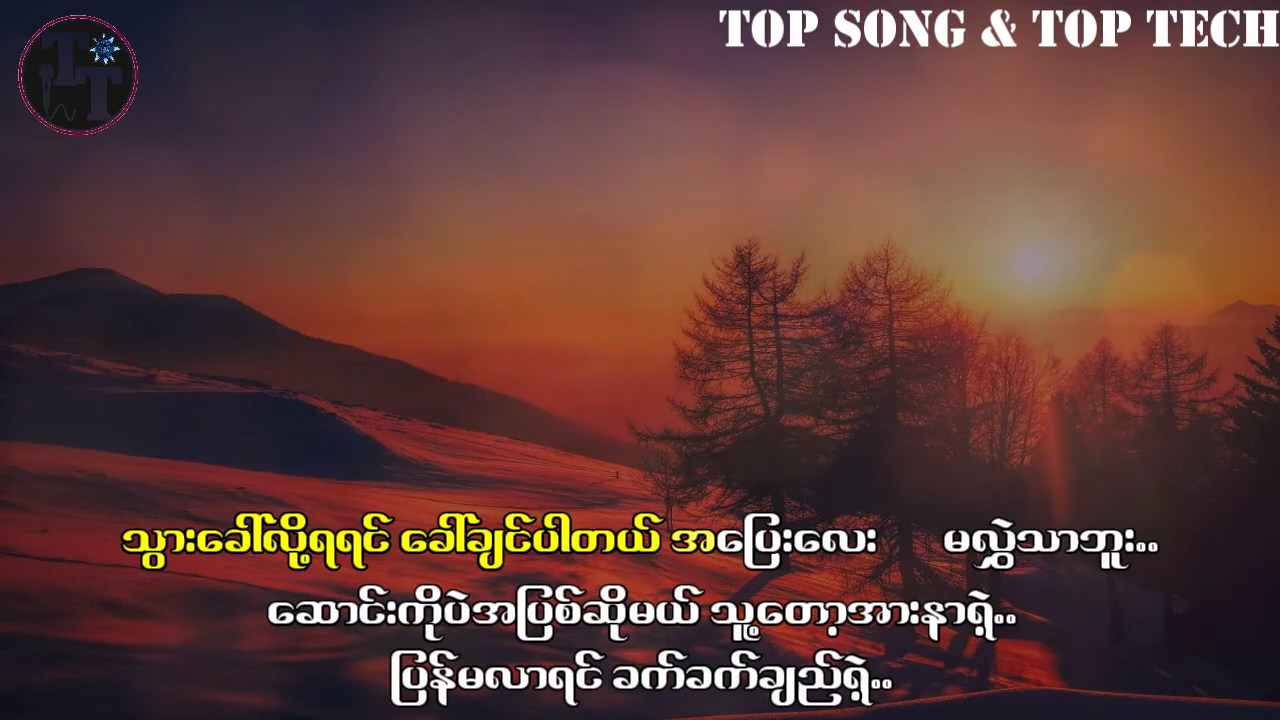 TOP SONG & TOP TECH
TT
သွားခေါ်လို့ရရင် ခေါ်ချင်ပါတယ် အပြေးလေး မလွှဲသာဘူး..
ဆောင်းကိုပဲအပြစ်ဆိုမယ် သူ့တော့အားနာရဲ့..
ပြန်မလာရင် ခက်ခက်ချည်ရဲ့..